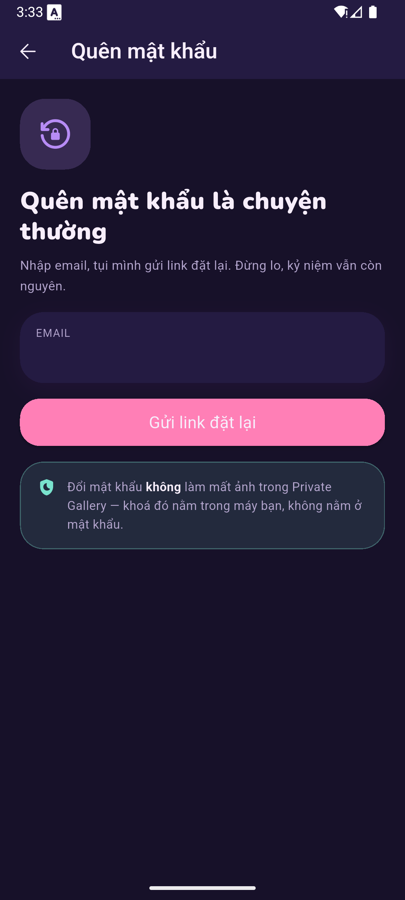 3:33 A
Quên mật khẩu
Quên mật khẩu là chuyện
thường
Nhập email, tụi mình gửi link đặt lại. Đừng lo, kỷ niệm vẫn còn
nguyên.
EMAIL
Gửi link đặt lại
Đổi mật khẩu không làm mất ảnh trong Private
Gallery — khoá đó nằm trong máy bạn, không nằm ở
mật khẩu.